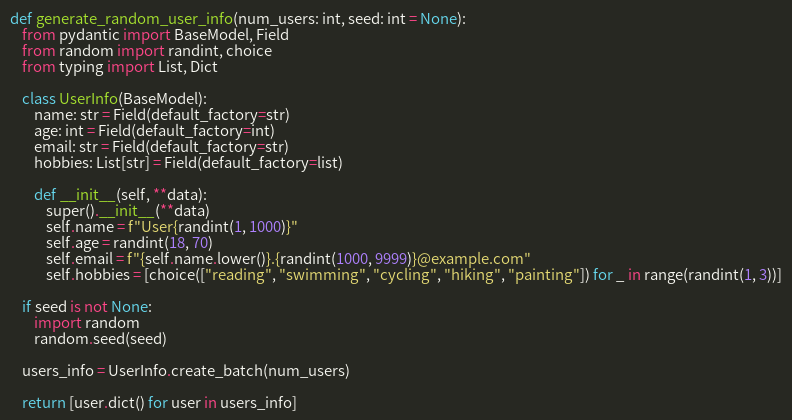 def generate_random_user_info(num_users: int, seed: int = None):
    from pydantic import BaseModel, Field
    from random import randint, choice
    from typing import List, Dict

    class UserInfo(BaseModel):
        name: str = Field(default_factory=str)
        age: int = Field(default_factory=int)
        email: str = Field(default_factory=str)
        hobbies: List[str] = Field(default_factory=list)

        def __init__(self, **data):
            super().__init__(**data)
            self.name = f"User{randint(1, 1000)}"
            self.age = randint(18, 70)
            self.email = f"{self.name.lower()}.{randint(1000, 9999)}@example.com"
            self.hobbies = [choice(["reading", "swimming", "cycling", "hiking", "painting"]) for _ in range(randint(1, 3))]

    if seed is not None:
        import random
        random.seed(seed)

    users_info = UserInfo.create_batch(num_users)

    return [user.dict() for user in users_info]